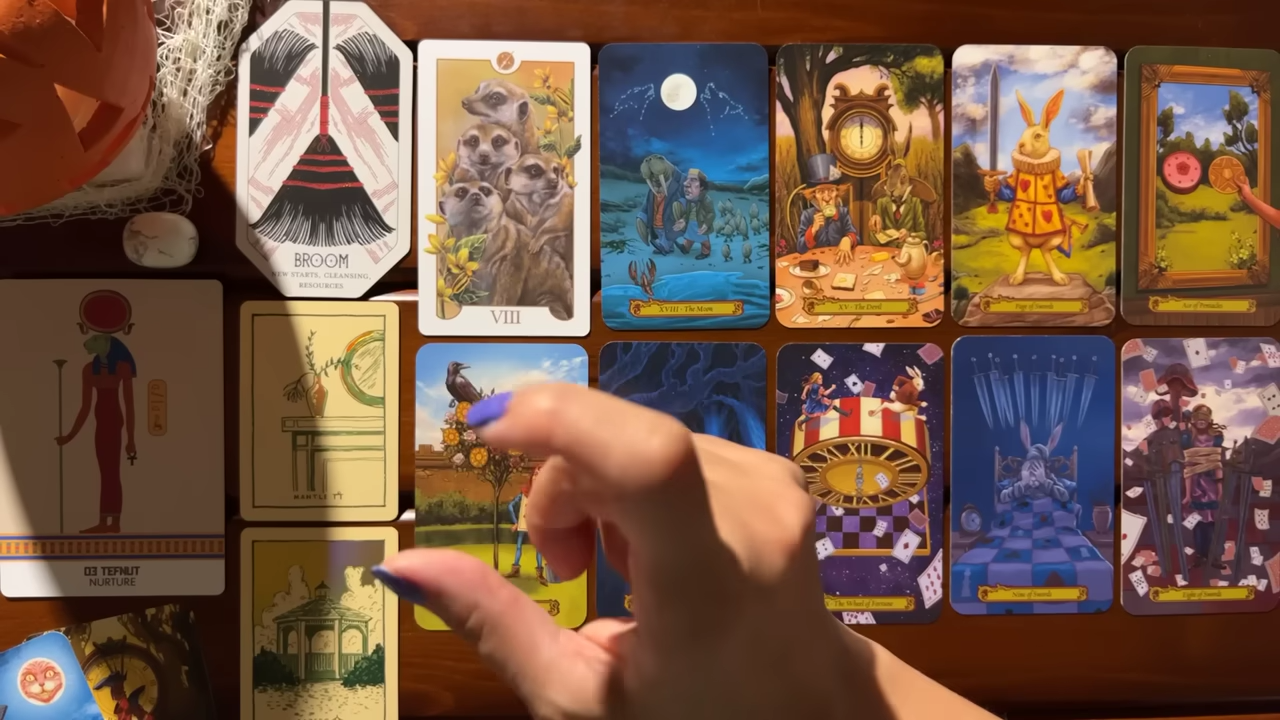 BROOM
NEW STARTS, CLEANSING,
RESOURCES
VIII
XVIII - The Moon
XV - The Devil
Page of Swords
Ace of Pentacles
03 TEFNUT
NURTURE
MANTLE
The Wheel of Fortune
Nine of Swords
Eight of Swords